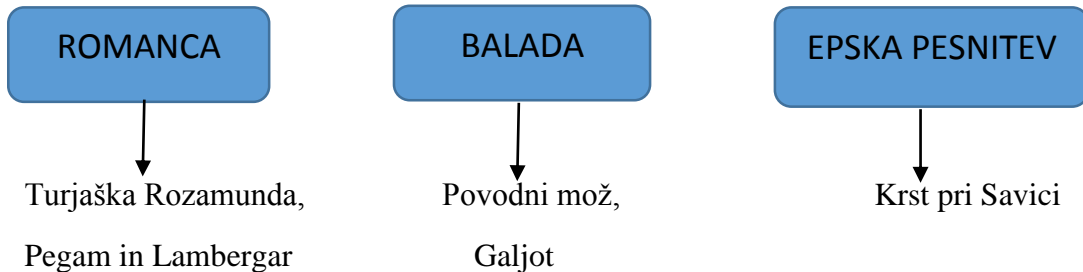 ROMANCA
BALADA
EPSKA PESNITEV
Turjaška Rozamunda,
Povodni mož,
Krst pri Savici
Pegam in Lambergar
Galjot